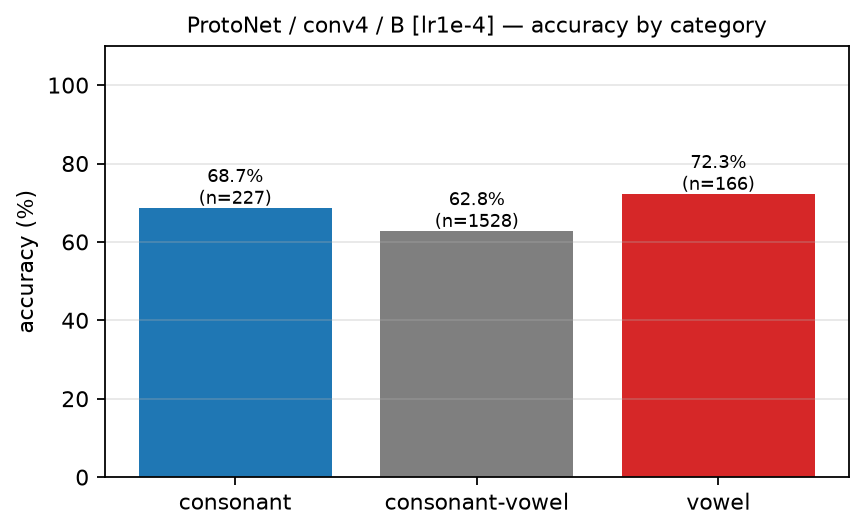 ProtoNet / conv4 / B [lr1e-4] — accuracy by category
accuracy (%)
100
80
60
40
20
0
68.7%
(n=227)
62.8%
(n=1528)
72.3%
(n=166)
consonant
consonant-vowel
vowel